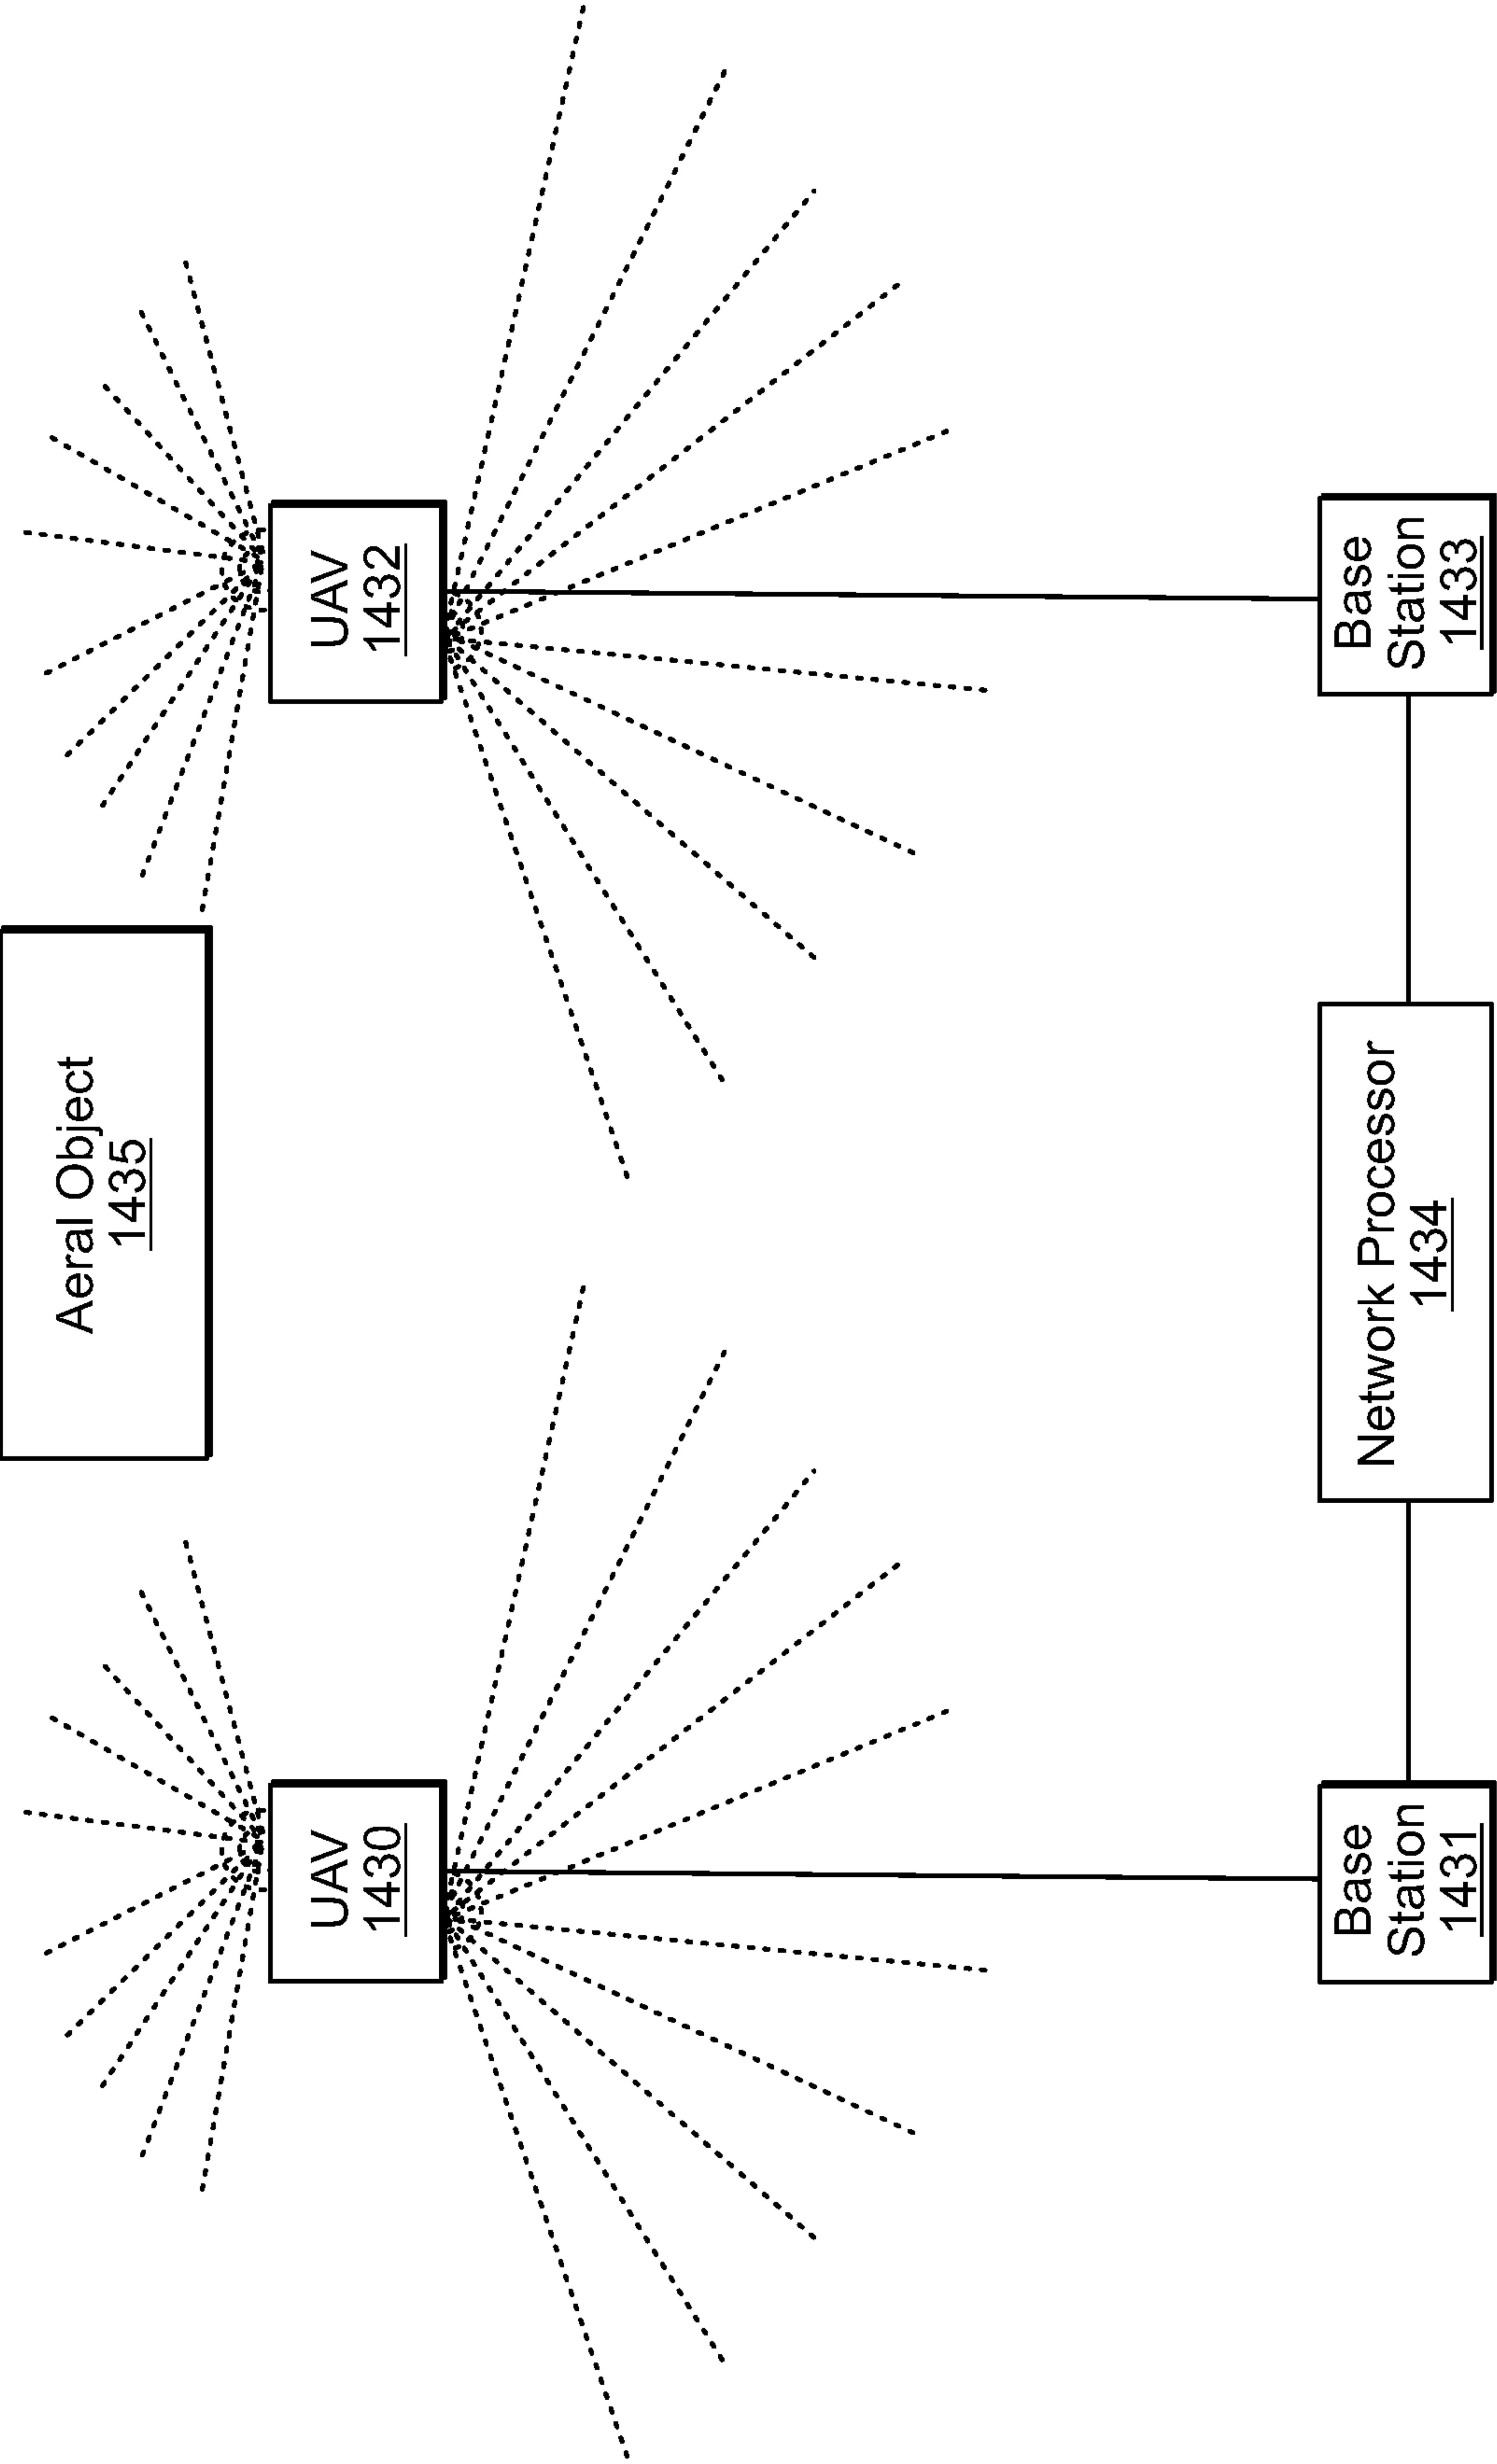 Aeral Object
1435
UAV
1430
UAV
1432
Base
Station
1431
Network Processor
1434
Base
Station
1433